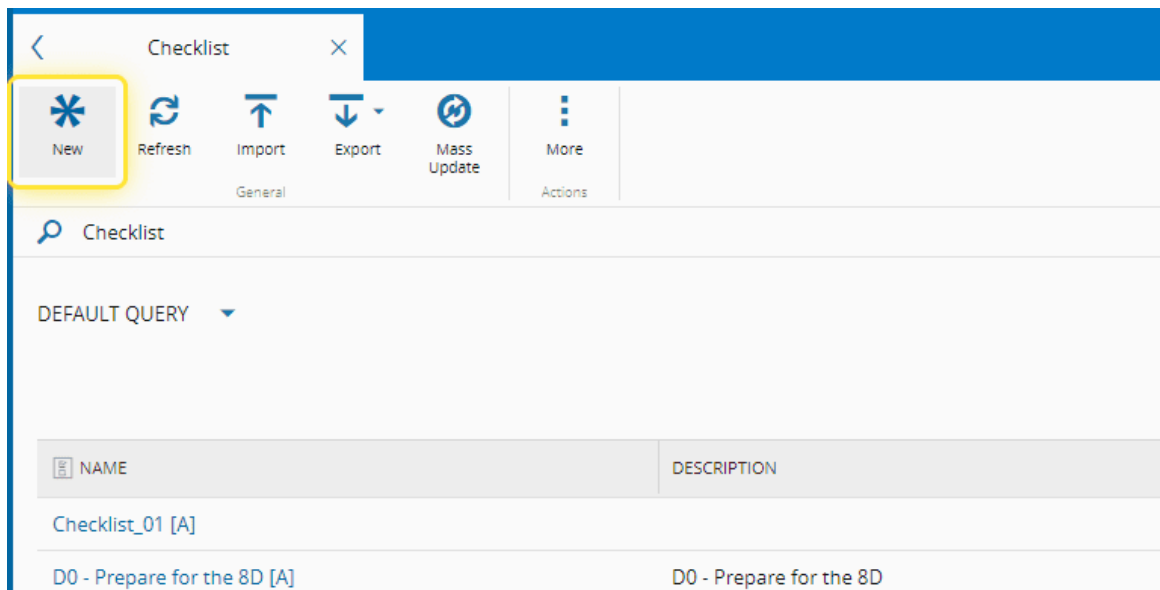 Checklist
New
Refresh
Import
Export
Mass
Update
More
General
Actions
Checklist
DEFAULT QUERY
NAME
DESCRIPTION
Checklist_01 [A]
D0 - Prepare for the 8D [A]
D0 - Prepare for the 8D